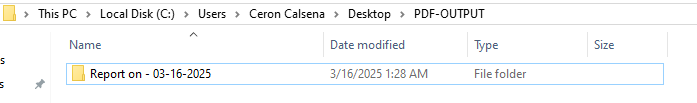 This PC > Local Disk (C:) > Users > Ceron Calsena > Desktop > PDF-OUTPUT
Name Date modified Type Size
s
Report on - 03-16-2025 3/16/2025 1:28 AM File folder
s